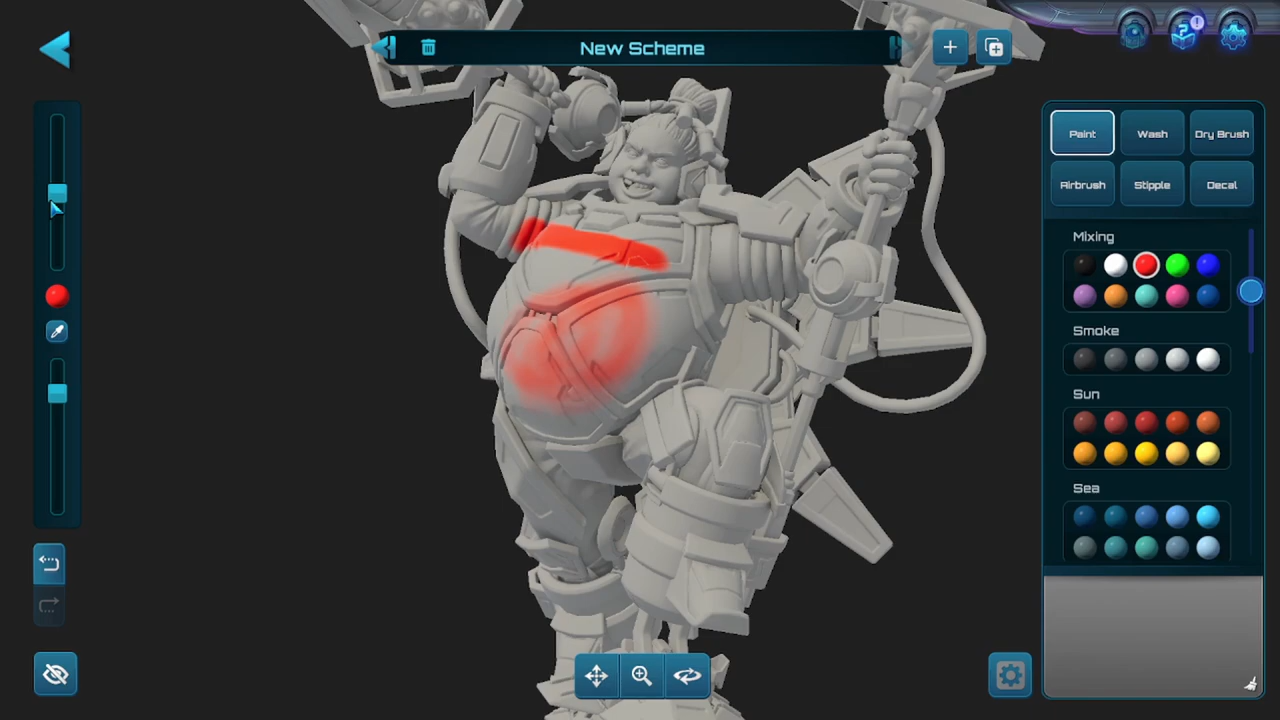 New Scheme
Paint
Wash
Dry Brush
Airbrush
Stipple
Decal
Mixing
Smoke
Sun
Sea